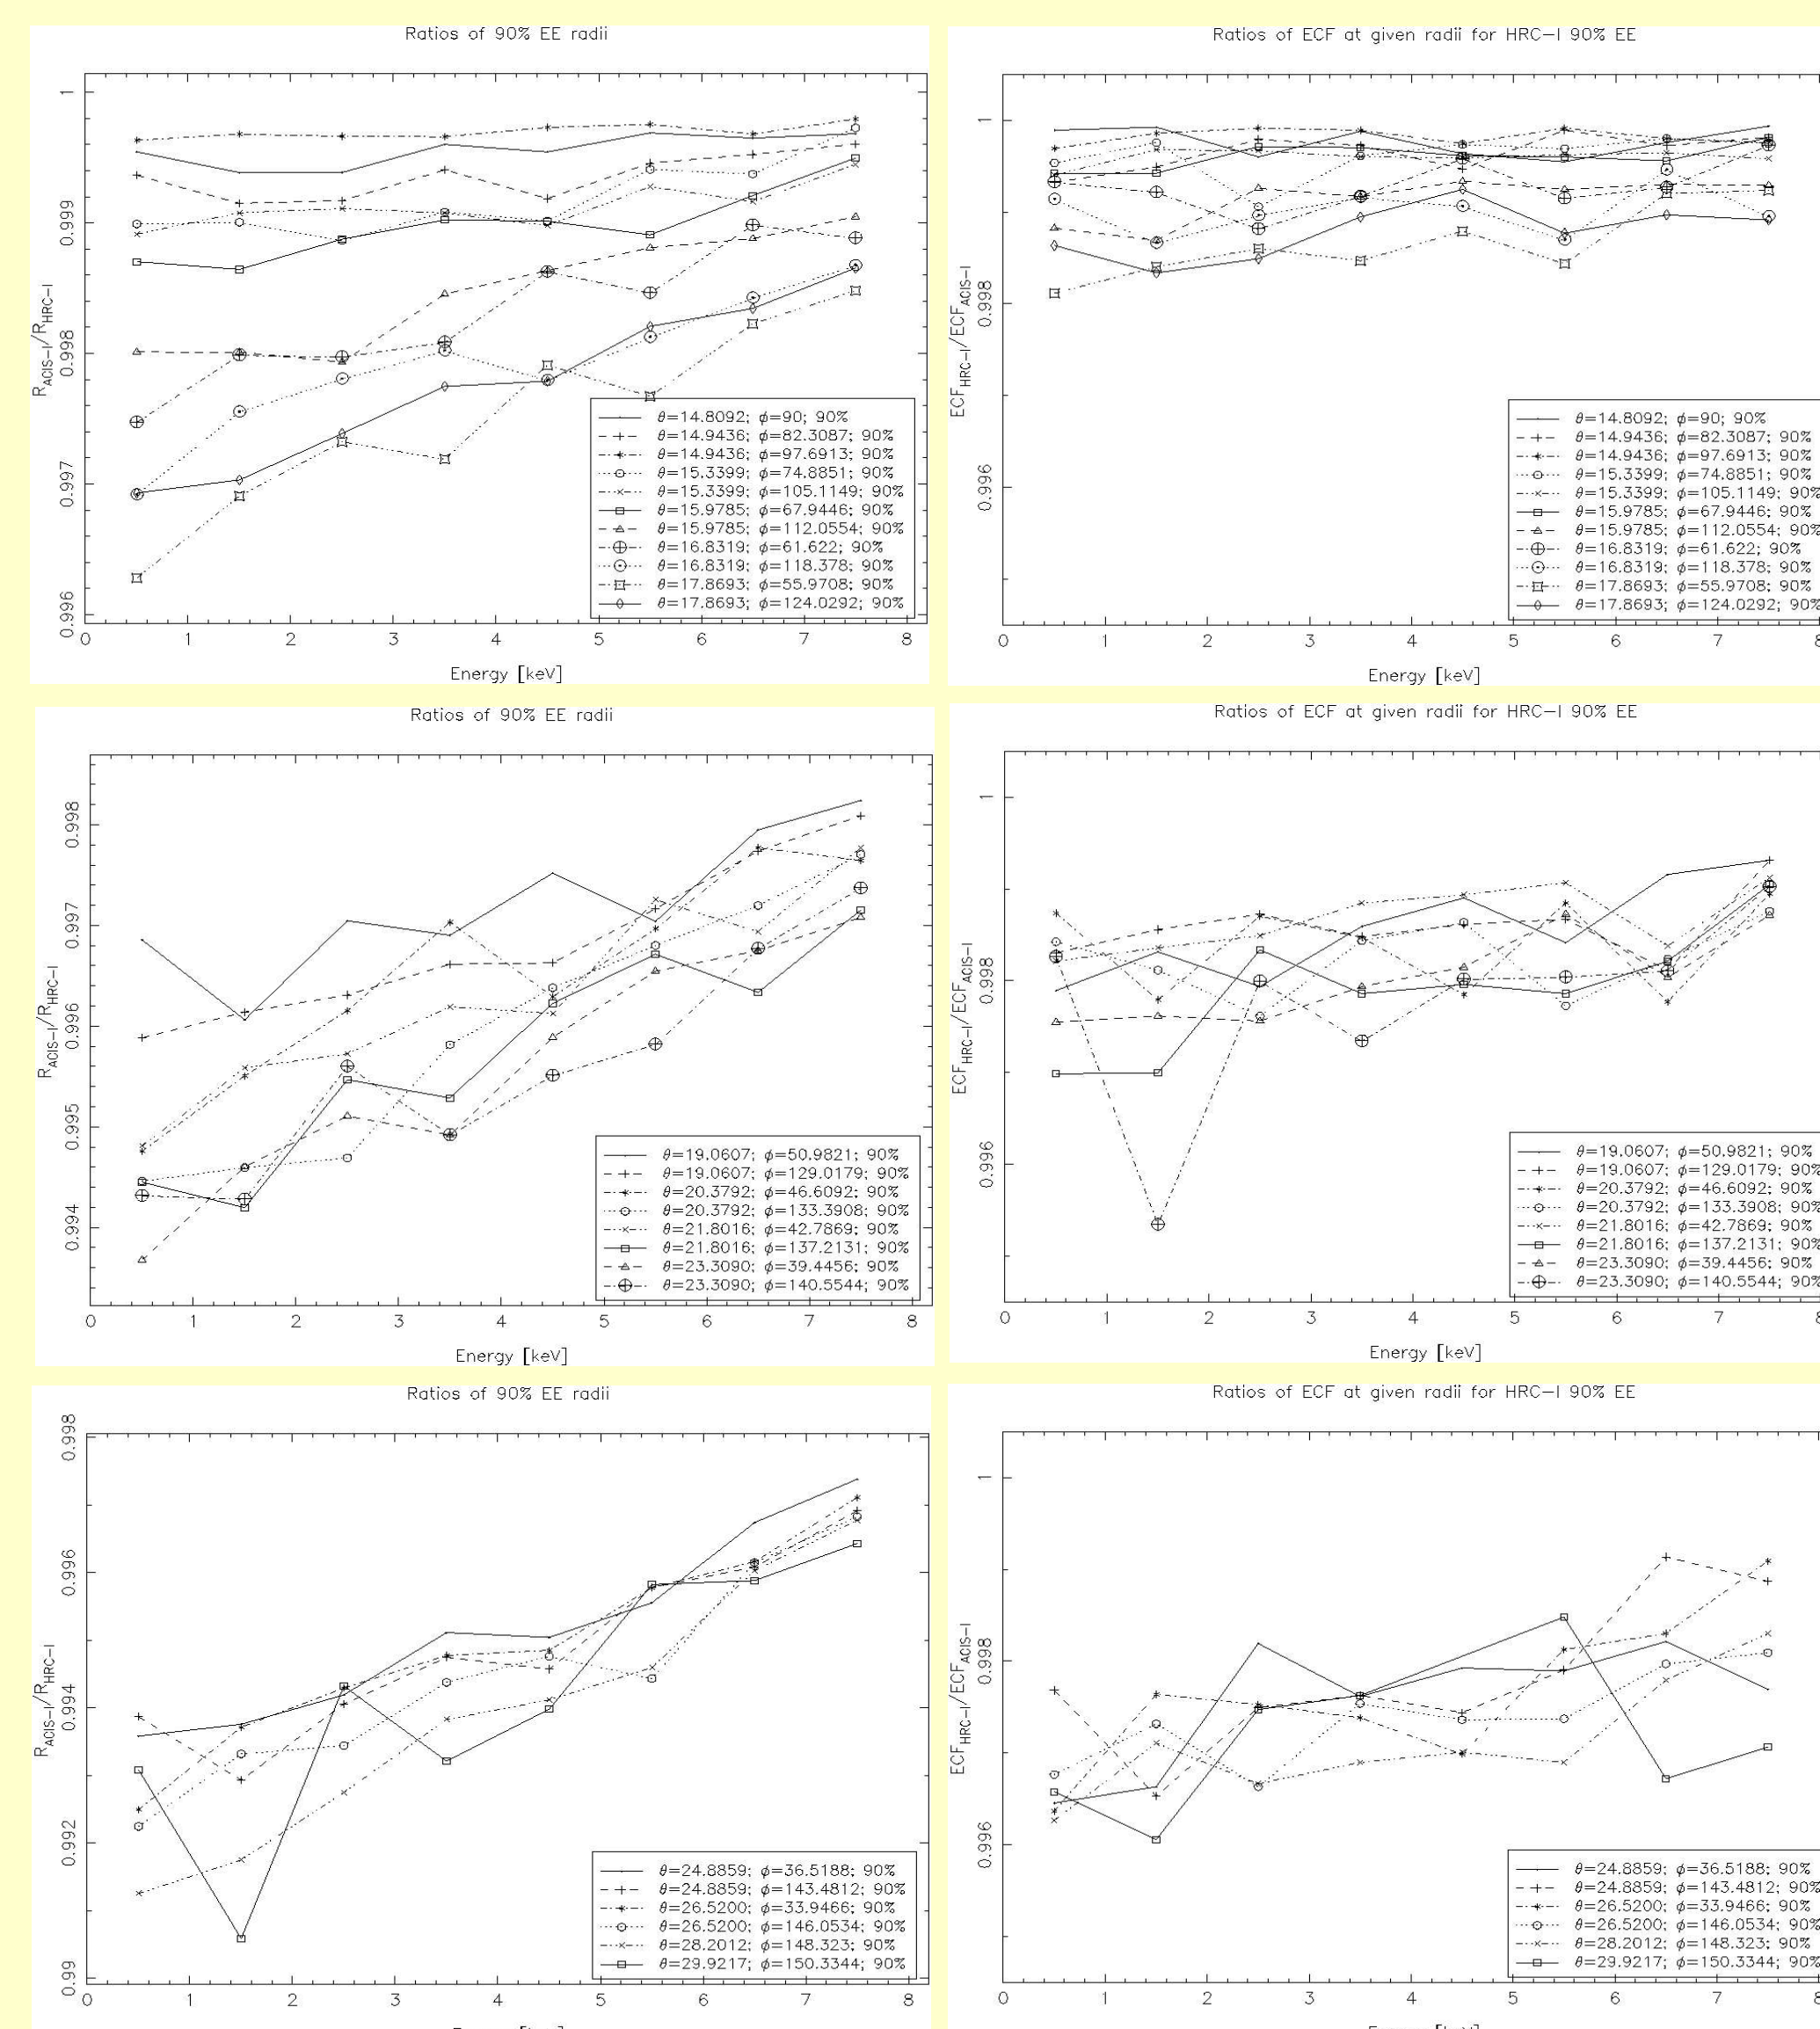 Ratios of 90% EE radii
1
0.999
0.998
0.997
0.996
R_ACIS-I/R_HRC-I
θ=14.8092; φ=90; 90%
θ=14.9436; φ=82.3087; 90%
θ=14.9436; φ=97.6913; 90%
θ=15.3399; φ=74.8851; 90%
θ=15.3399; φ=105.1149; 90%
θ=15.9785; φ=67.9446; 90%
θ=15.9785; φ=112.0554; 90%
θ=16.8319; φ=61.622; 90%
θ=16.8319; φ=118.378; 90%
θ=17.8693; φ=55.9708; 90%
θ=17.8693; φ=124.0292; 90%
0 1 2 3 4 5 6 7 8
Energy [keV]
Ratios of ECF at given radii for HRC-I 90% EE
1
0.998
0.996
ECF_HRC-I/ECF_ACIS-I
θ=14.8092; φ=90; 90%
θ=14.9436; φ=82.3087; 90%
θ=14.9436; φ=97.6913; 90%
θ=15.3399; φ=74.8851; 90%
θ=15.3399; φ=105.1149; 90%
θ=15.9785; φ=67.9446; 90%
θ=15.9785; φ=112.0554; 90%
θ=16.8319; φ=61.622; 90%
θ=16.8319; φ=118.378; 90%
θ=17.8693; φ=55.9708; 90%
θ=17.8693; φ=124.0292; 90%
0 1 2 3 4 5 6 7 8
Energy [keV]
Ratios of 90% EE radii
0.998
0.997
0.996
0.995
0.994
R_ACIS-I/R_HRC-I
θ=19.0607; φ=50.9821; 90%
θ=19.0607; φ=129.0179; 90%
θ=20.3792; φ=46.6092; 90%
θ=20.3792; φ=133.3908; 90%
θ=21.8016; φ=42.7869; 90%
θ=21.8016; φ=137.2131; 90%
θ=23.3090; φ=39.4456; 90%
θ=23.3090; φ=140.5544; 90%
0 1 2 3 4 5 6 7 8
Energy [keV]
Ratios of ECF at given radii for HRC-I 90% EE
1
0.998
0.996
ECF_HRC-I/ECF_ACIS-I
θ=19.0607; φ=50.9821; 90%
θ=19.0607; φ=129.0179; 90%
θ=20.3792; φ=46.6092; 90%
θ=20.3792; φ=133.3908; 90%
θ=21.8016; φ=42.7869; 90%
θ=21.8016; φ=137.2131; 90%
θ=23.3090; φ=39.4456; 90%
θ=23.3090; φ=140.5544; 90%
0 1 2 3 4 5 6 7 8
Energy [keV]
Ratios of 90% EE radii
0.998
0.996
0.994
0.992
0.99
R_ACIS-I/R_HRC-I
θ=24.8859; φ=36.5188; 90%
θ=24.8859; φ=143.4812; 90%
θ=26.5200; φ=33.9466; 90%
θ=26.5200; φ=146.0534; 90%
θ=28.2012; φ=148.323; 90%
θ=29.9217; φ=150.3344; 90%
0 1 2 3 4 5 6 7 8
Ratios of ECF at given radii for HRC-I 90% EE
1
0.998
0.996
ECF_HRC-I/ECF_ACIS-I
θ=24.8859; φ=36.5188; 90%
θ=24.8859; φ=143.4812; 90%
θ=26.5200; φ=33.9466; 90%
θ=26.5200; φ=146.0534; 90%
θ=28.2012; φ=148.323; 90%
θ=29.9217; φ=150.3344; 90%
0 1 2 3 4 5 6 7 8